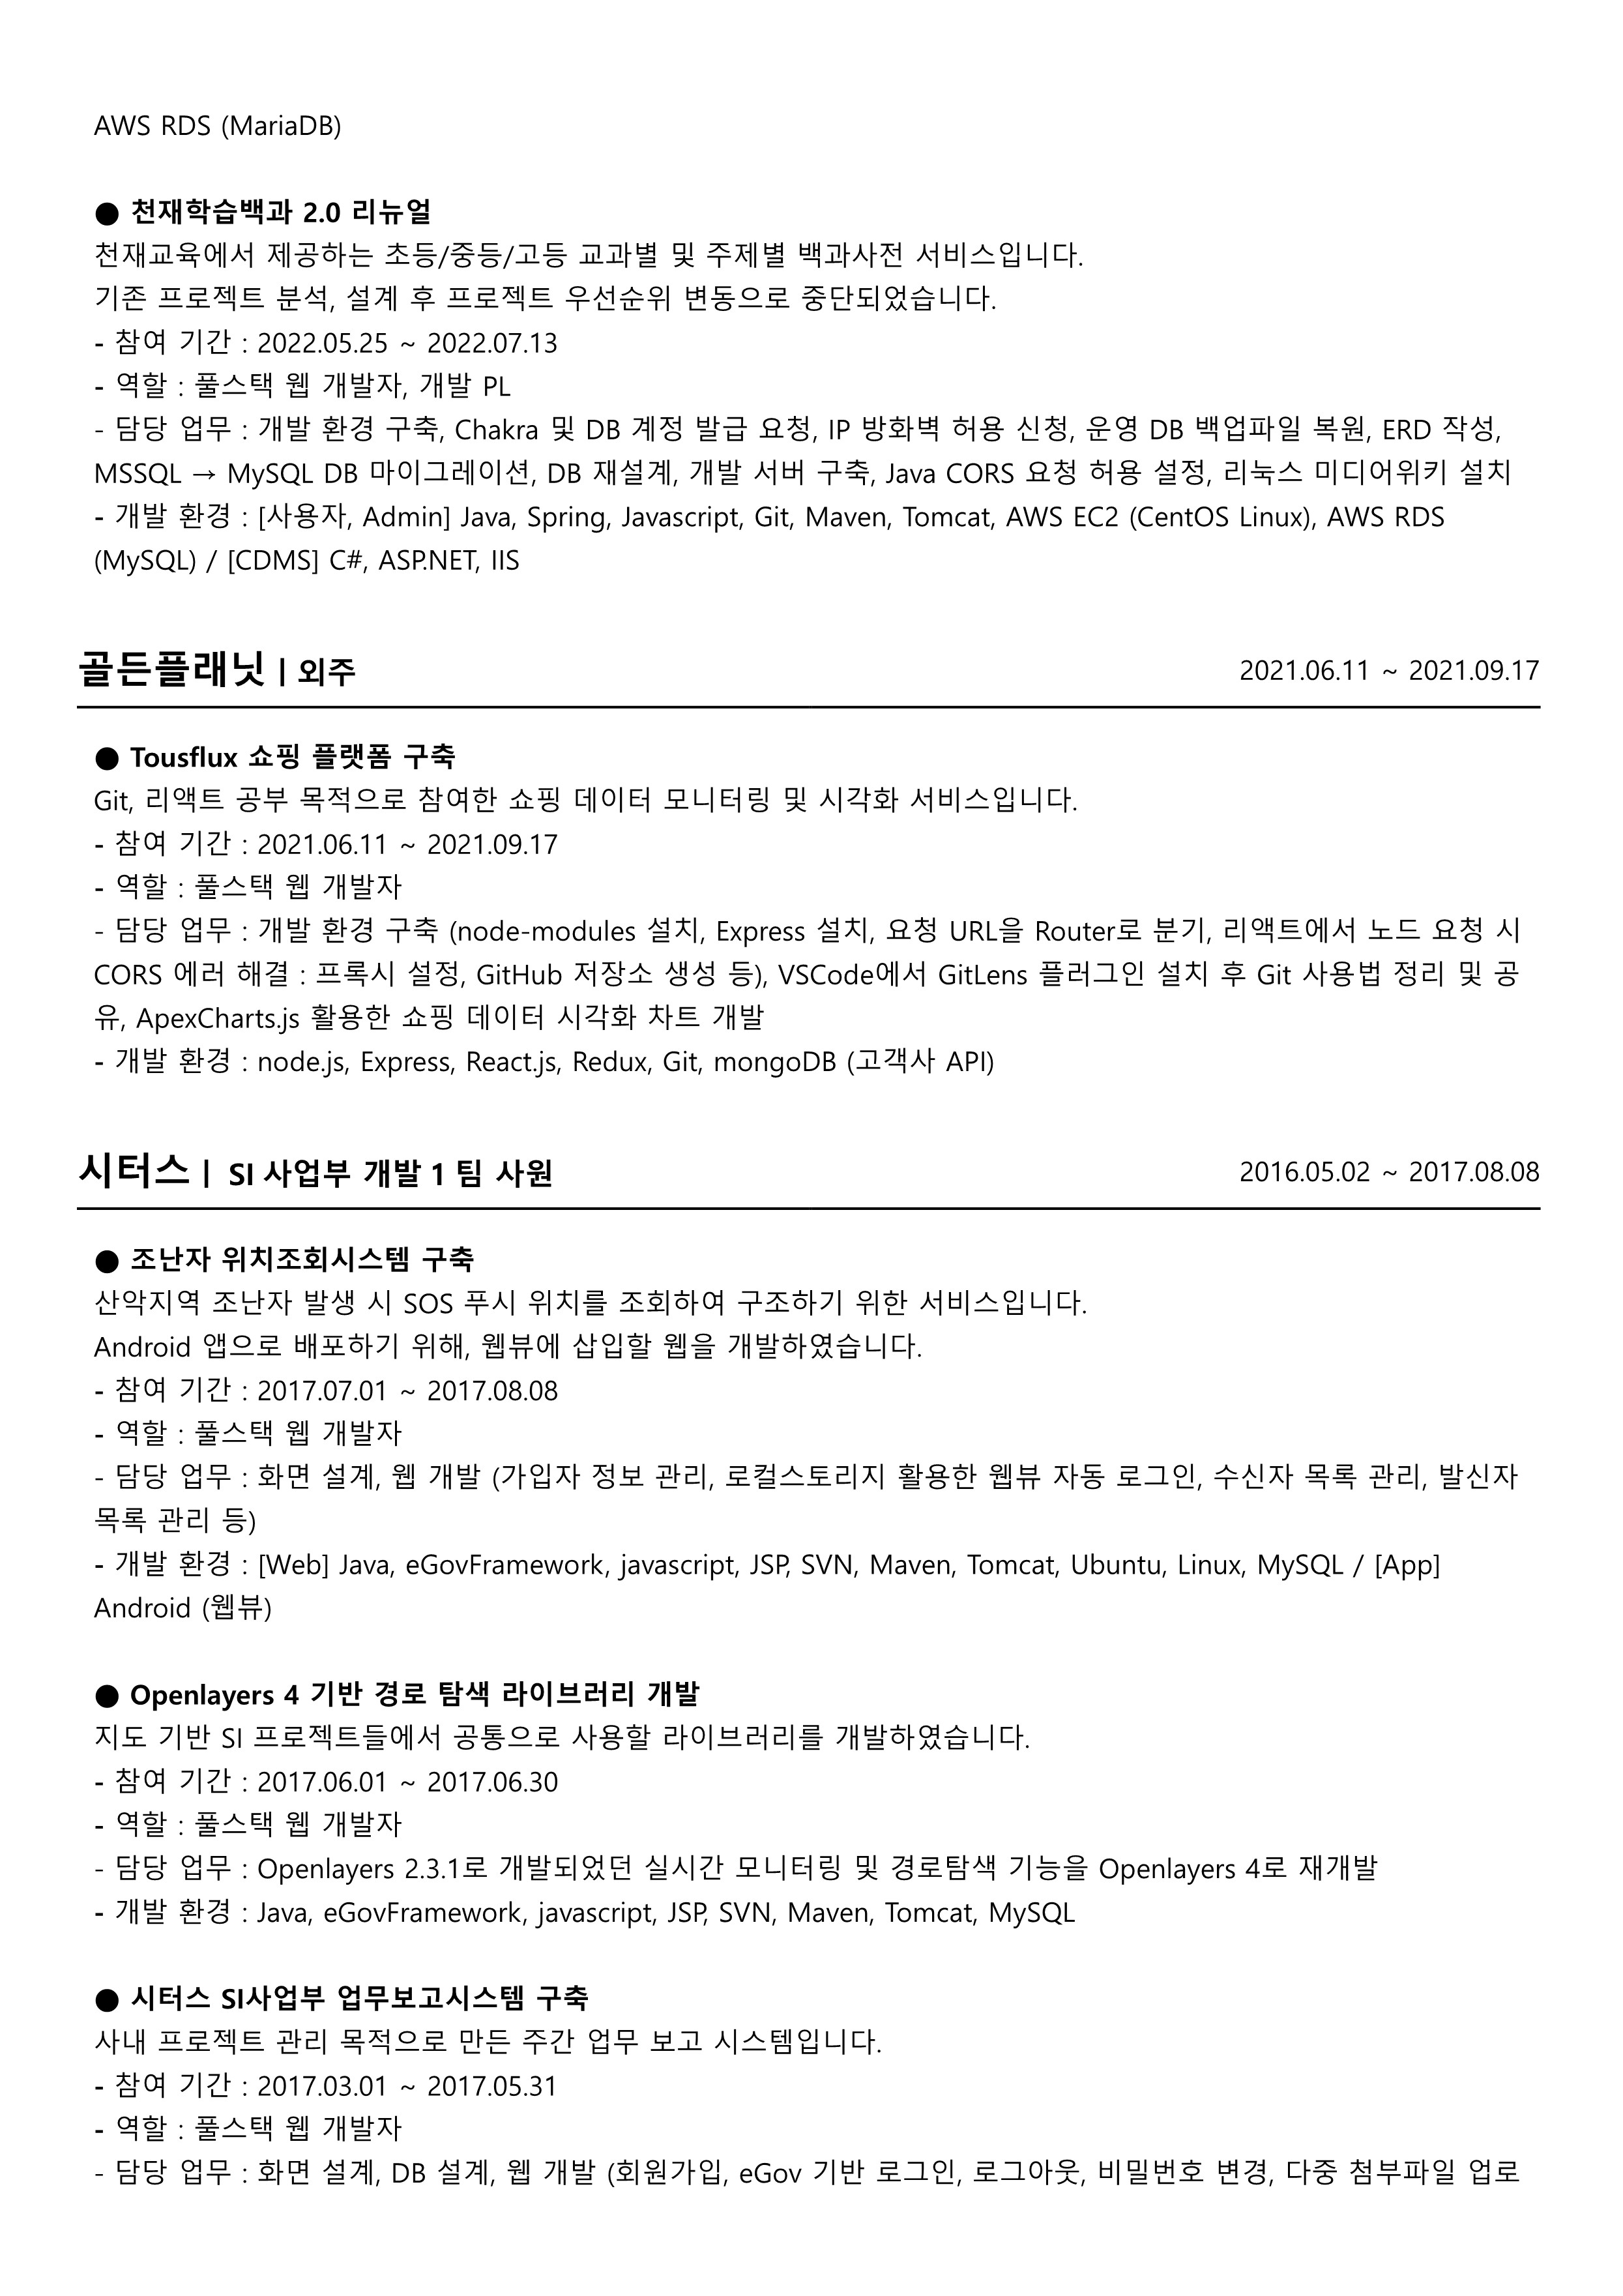 AWS RDS (MariaDB)
● 천재학습백과 2.0 리뉴얼
천재교육에서 제공하는 초등/중등/고등 교과별 및 주제별 백과사전 서비스입니다.
기존 프로젝트 분석, 설계 후 프로젝트 우선순위 변동으로 중단되었습니다.
- 참여 기간 : 2022.05.25 ~ 2022.07.13
- 역할 : 풀스택 웹 개발자, 개발 PL
- 담당 업무 : 개발 환경 구축, Chakra 및 DB 계정 발급 요청, IP 방화벽 허용 신청, 운영 DB 백업파일 복원, ERD 작성,
MSSQL → MySQL DB 마이그레이션, DB 재설계, 개발 서버 구축, Java CORS 요청 허용 설정, 리눅스 미디어위키 설치
- 개발 환경 : [사용자, Admin] Java, Spring, Javascript, Git, Maven, Tomcat, AWS EC2 (CentOS Linux), AWS RDS
(MySQL) / [CDMS] C#, ASP.NET, IIS
골든플래닛 | 외주 2021.06.11 ~ 2021.09.17
● Tousflux 쇼핑 플랫폼 구축
Git, 리액트 공부 목적으로 참여한 쇼핑 데이터 모니터링 및 시각화 서비스입니다.
- 참여 기간 : 2021.06.11 ~ 2021.09.17
- 역할 : 풀스택 웹 개발자
- 담당 업무 : 개발 환경 구축 (node-modules 설치, Express 설치, 요청 URL을 Router로 분기, 리액트에서 노드 요청 시
CORS 에러 해결 : 프록시 설정, GitHub 저장소 생성 등), VSCode에서 GitLens 플러그인 설치 후 Git 사용법 정리 및 공
유, ApexCharts.js 활용한 쇼핑 데이터 시각화 차트 개발
- 개발 환경 : node.js, Express, React.js, Redux, Git, mongoDB (고객사 API)
시터스 | SI 사업부 개발 1 팀 사원 2016.05.02 ~ 2017.08.08
● 조난자 위치조회시스템 구축
산악지역 조난자 발생 시 SOS 푸시 위치를 조회하여 구조하기 위한 서비스입니다.
Android 앱으로 배포하기 위해, 웹뷰에 삽입할 웹을 개발하였습니다.
- 참여 기간 : 2017.07.01 ~ 2017.08.08
- 역할 : 풀스택 웹 개발자
- 담당 업무 : 화면 설계, 웹 개발 (가입자 정보 관리, 로컬스토리지 활용한 웹뷰 자동 로그인, 수신자 목록 관리, 발신자
목록 관리 등)
- 개발 환경 : [Web] Java, eGovFramework, javascript, JSP, SVN, Maven, Tomcat, Ubuntu, Linux, MySQL / [App]
Android (웹뷰)
● Openlayers 4 기반 경로 탐색 라이브러리 개발
지도 기반 SI 프로젝트들에서 공통으로 사용할 라이브러리를 개발하였습니다.
- 참여 기간 : 2017.06.01 ~ 2017.06.30
- 역할 : 풀스택 웹 개발자
- 담당 업무 : Openlayers 2.3.1로 개발되었던 실시간 모니터링 및 경로탐색 기능을 Openlayers 4로 재개발
- 개발 환경 : Java, eGovFramework, javascript, JSP, SVN, Maven, Tomcat, MySQL
● 시터스 SI사업부 업무보고시스템 구축
사내 프로젝트 관리 목적으로 만든 주간 업무 보고 시스템입니다.
- 참여 기간 : 2017.03.01 ~ 2017.05.31
- 역할 : 풀스택 웹 개발자
- 담당 업무 : 화면 설계, DB 설계, 웹 개발 (회원가입, eGov 기반 로그인, 로그아웃, 비밀번호 변경, 다중 첨부파일 업로